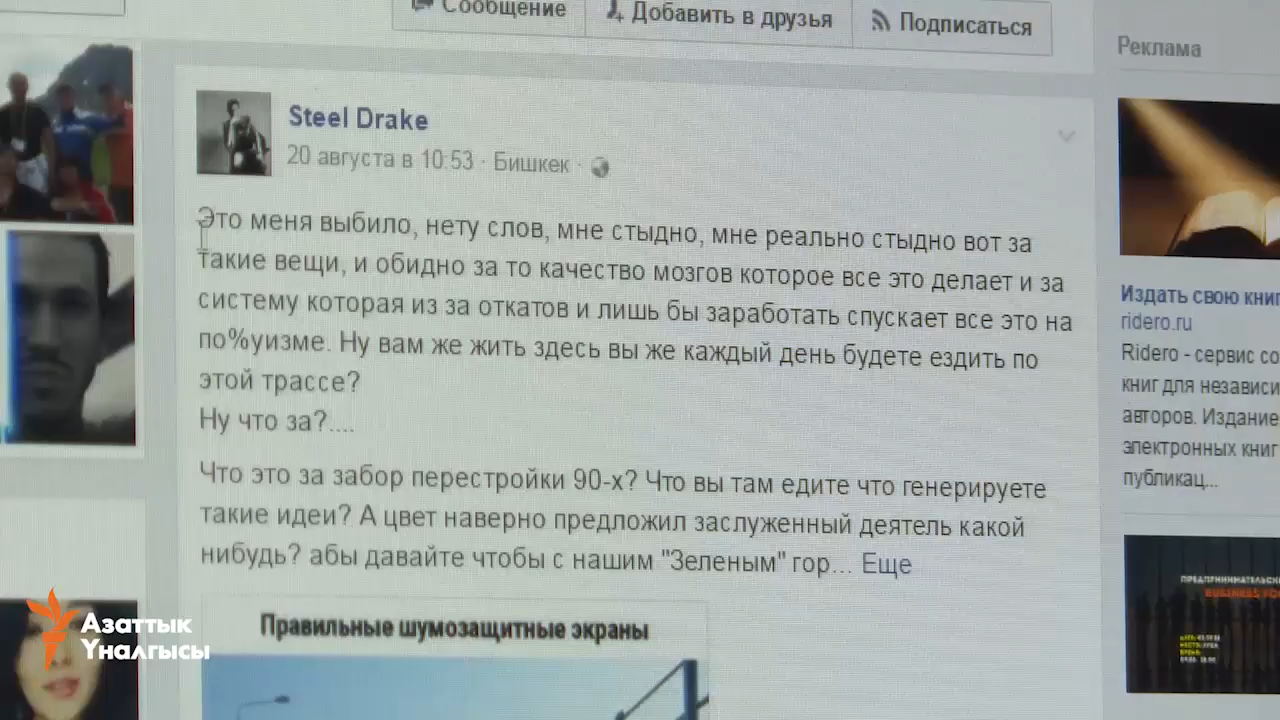 Сообщение
Добавить в друзья
Подписаться
Реклама
Steel Drake
20 августа в 10:53 · Бишкек ·
Это меня выбило, нету слов, мне стыдно, мне реально стыдно вот за
такие вещи, и обидно за то качество мозгов которое все это делает и за
систему которая из за откатов и лишь бы заработать спускает все это на
по%уизме. Ну вам же жить здесь вы же каждый день будете ездить по
этой трассе?
Ну что за?....
Что это за забор перестройки 90-х? Что вы там едите что генерируете
такие идеи? А цвет наверно предложил заслуженный деятель какой
нибудь? абы давайте чтобы с нашим "Зеленым" гор... Еще
Правильные шумозащитные экраны
Издать свою книг
ridero.ru
Ridero - сервис со
книг для независи
авторов. Издание
электронных книг
публикац...
ПРЕДПРИНИМАТЕЛЬСК
BUSINESS FO
Азаттык
Үналгысы